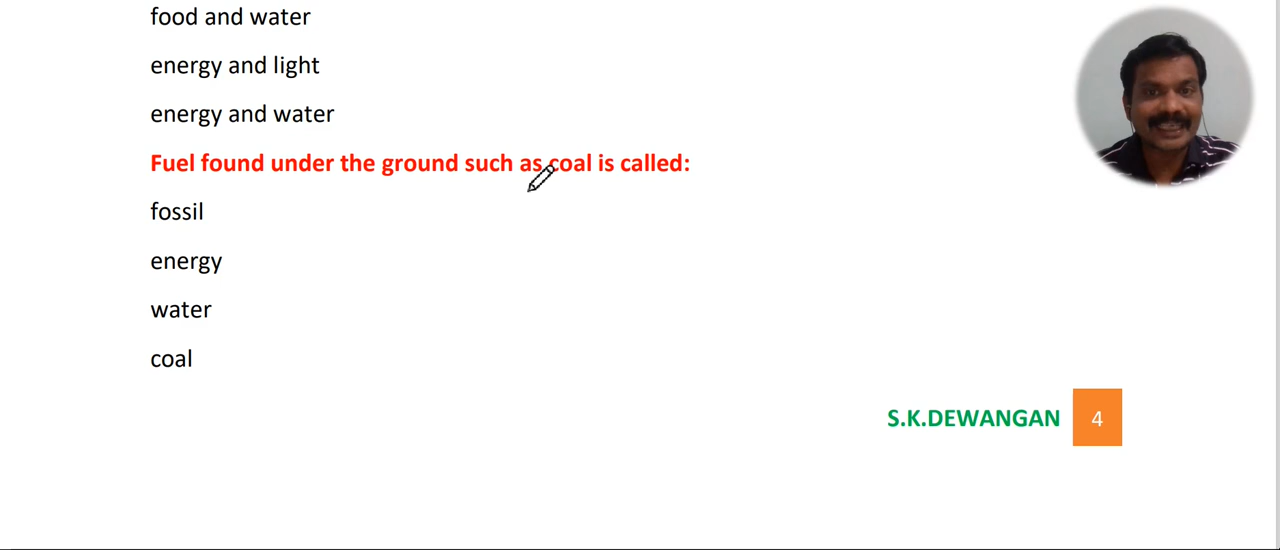 food and water
energy and light
energy and water
Fuel found under the ground such as coal is called:
fossil
energy
water
coal
S.K.DEWANGAN 4